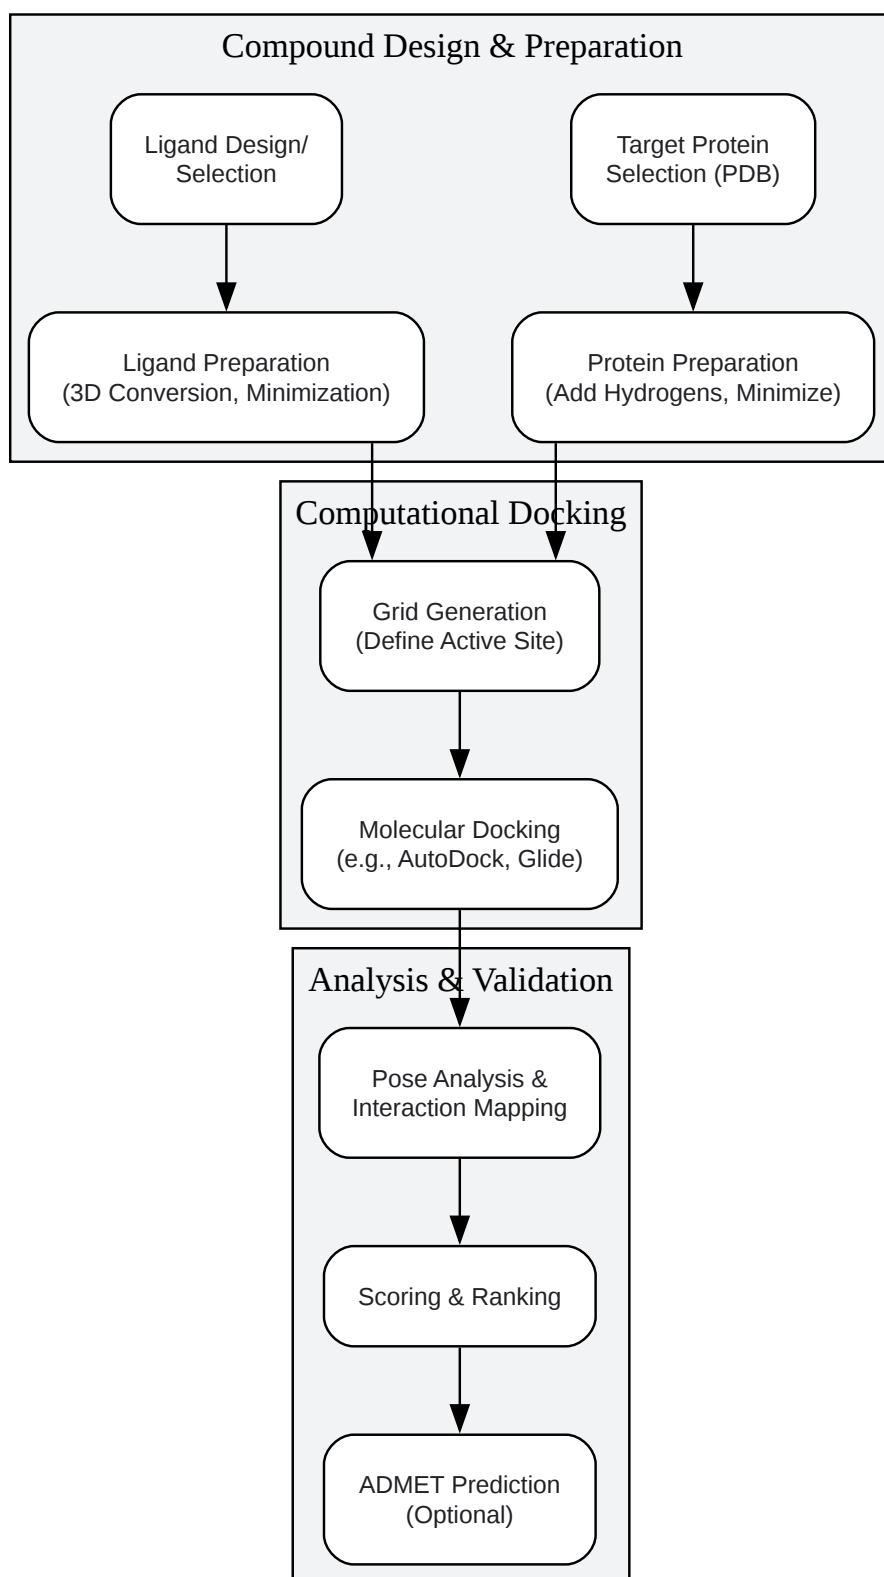 Compound Design & Preparation
Ligand Design/
Selection
Target Protein
Selection (PDB)
Ligand Preparation
(3D Conversion, Minimization)
Protein Preparation
(Add Hydrogens, Minimize)
Computational Docking
Grid Generation
(Define Active Site)
Molecular Docking
(e.g., AutoDock, Glide)
Analysis & Validation
Pose Analysis &
Interaction Mapping
Scoring & Ranking
ADMET Prediction
(Optional)